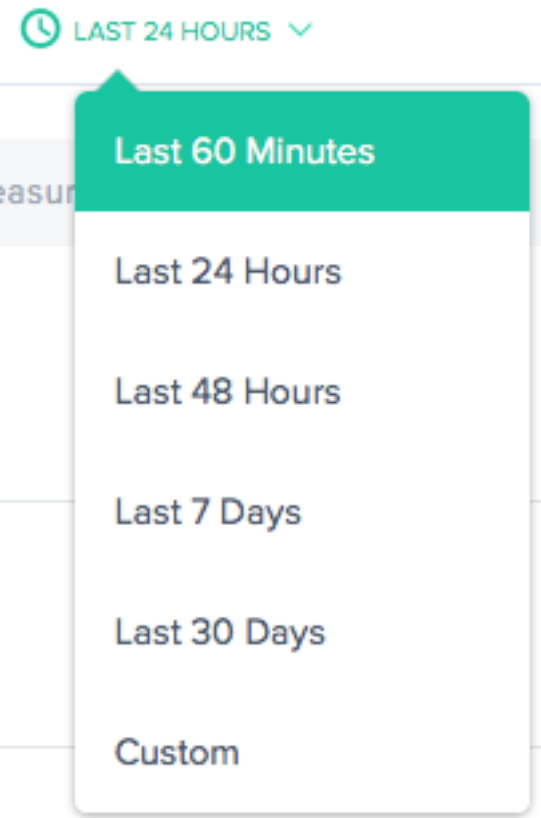 LAST 24 HOURS
Last 60 Minutes
Last 24 Hours
Last 48 Hours
Last 7 Days
Last 30 Days
Custom